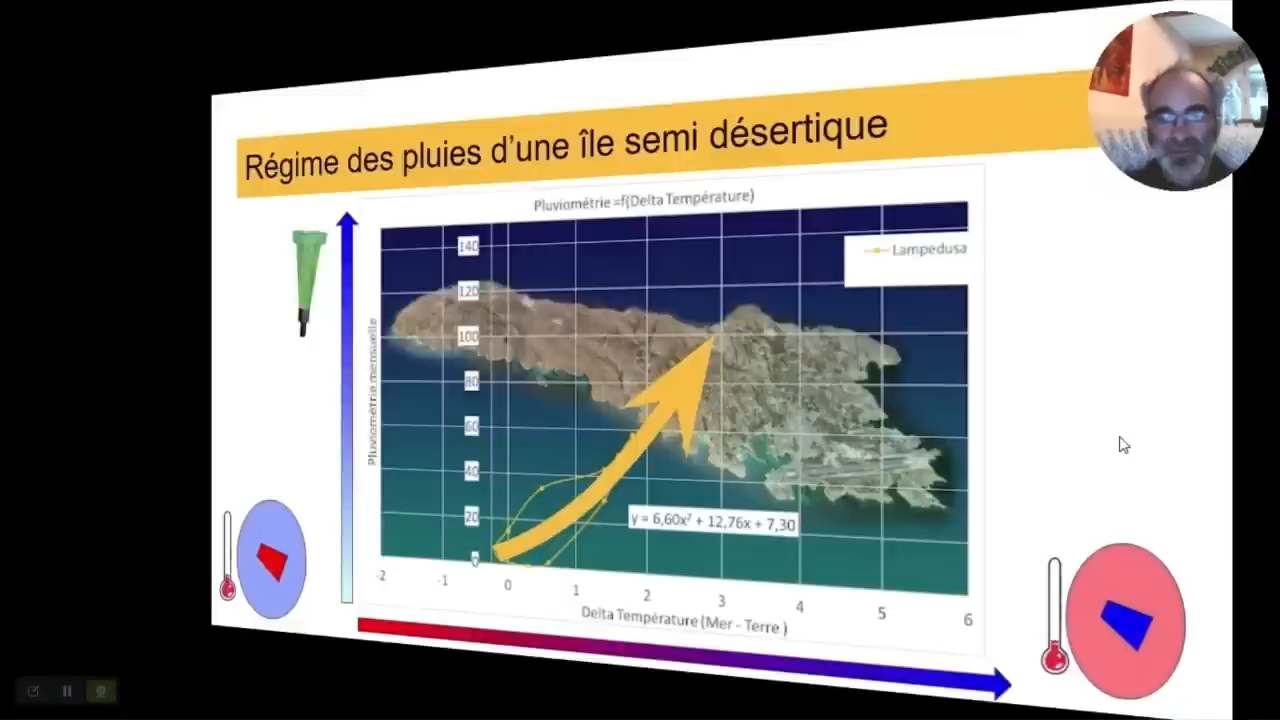 Régime des pluies d'une île semi désertique
Pluviométrie =f(Delta Température)
Lampedusa
Pluviométrie mensuelle
140
120
100
80
60
40
20
0
y = 6,60x² + 12,76x + 7,30
-2 -1 0 1 2 3 4 5 6
Delta Température (Mer - Terre )